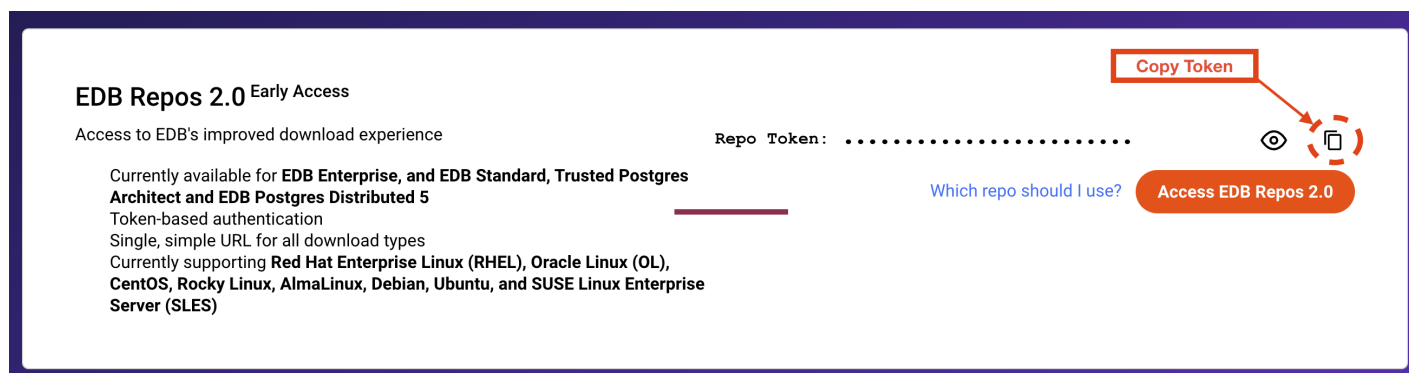 Copy Token
EDB Repos 2.0 Early Access
Access to EDB's improved download experience
Repo Token: ........................
Currently available for EDB Enterprise, and EDB Standard, Trusted Postgres
Architect and EDB Postgres Distributed 5
Which repo should I use?
Access EDB Repos 2.0
Token-based authentication
Single, simple URL for all download types
Currently supporting Red Hat Enterprise Linux (RHEL), Oracle Linux (OL),
CentOS, Rocky Linux, AlmaLinux, Debian, Ubuntu, and SUSE Linux Enterprise
Server (SLES)